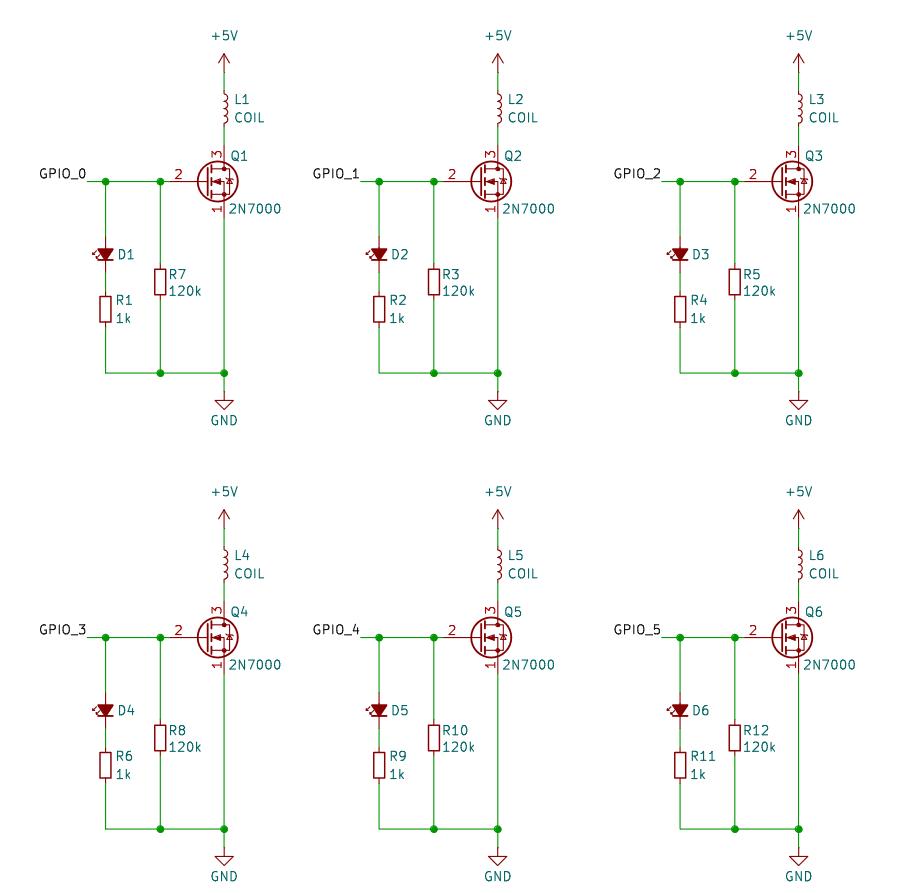 +5V +5V +5V
L1 L2 L3
COIL COIL COIL
3 Q1 3 Q2 3 Q3
GPIO_0 2 GPIO_1 2 GPIO_2 2
1 2N7000 1 2N7000 1 2N7000
D1 D2 D3
R7 R3 R5
120k 120k 120k
R1 R2 R4
1k 1k 1k
GND GND GND
+5V +5V +5V
L4 L5 L6
COIL COIL COIL
3 Q4 3 Q5 3 Q6
GPIO_3 2 GPIO_4 2 GPIO_5 2
1 2N7000 1 2N7000 1 2N7000
D4 D5 D6
R8 R10 R12
120k 120k 120k
R6 R9 R11
1k 1k 1k
GND GND GND